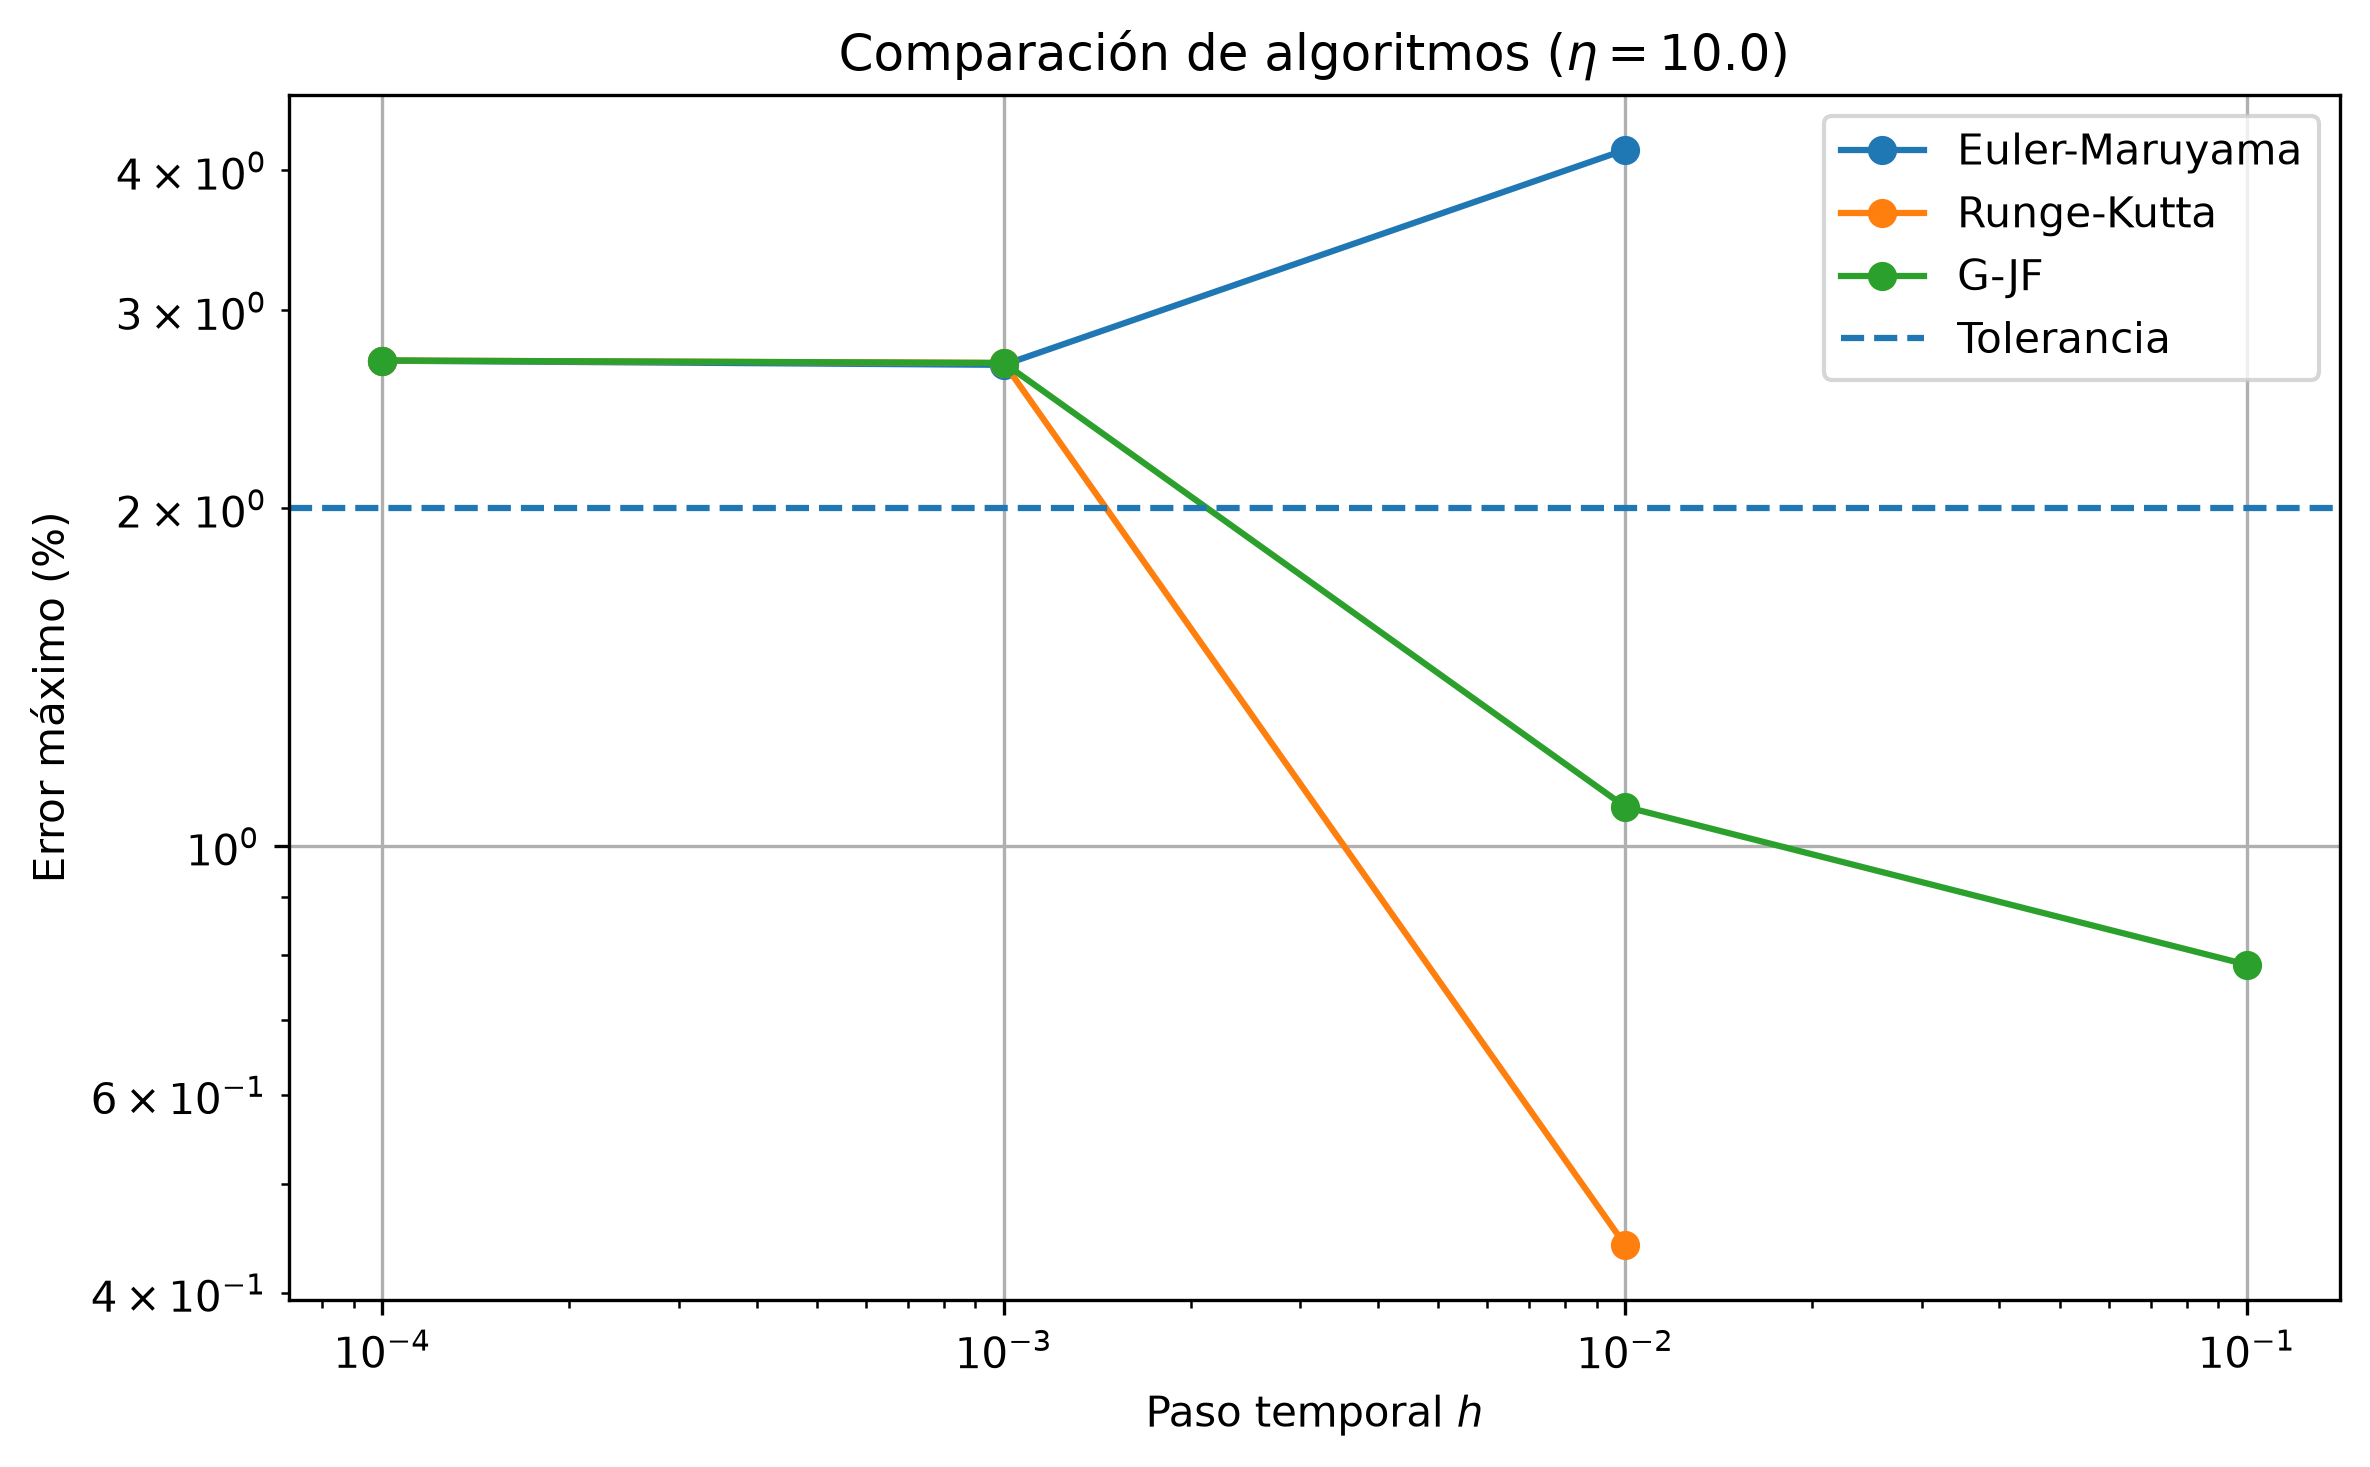 Comparación de algoritmos (η = 10.0)
Error máximo (%)
4 × 10⁰
3 × 10⁰
2 × 10⁰
10⁰
6 × 10⁻¹
4 × 10⁻¹
Euler-Maruyama
Runge-Kutta
G-JF
Tolerancia
10⁻⁴ 10⁻³ 10⁻² 10⁻¹
Paso temporal h